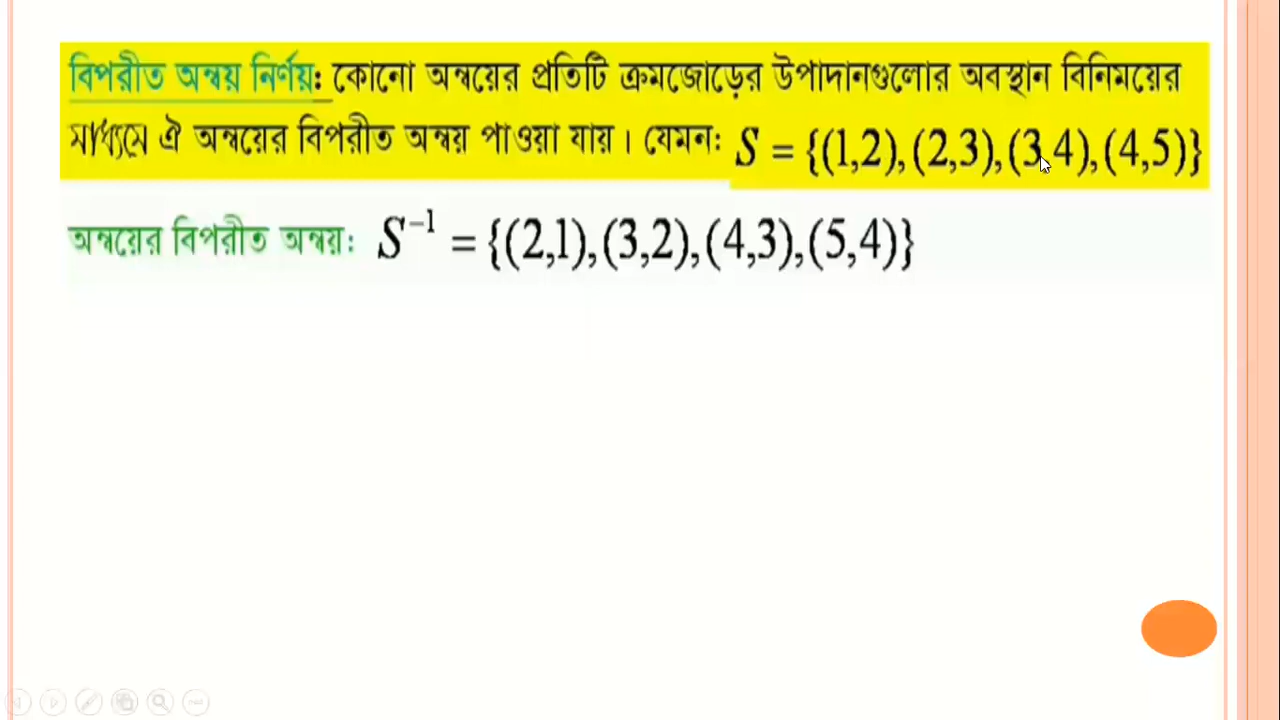 বিপরীত অন্বয় নির্ণয়: কোনো অন্বয়ের প্রতিটি ক্রমজোড়ের উপাদানগুলোর অবস্থান বিনিময়ের
মাধ্যমে ঐ অন্বয়ের বিপরীত অন্বয় পাওয়া যায়। যেমন: S = {(1,2),(2,3),(3,4),(4,5)}
অন্বয়ের বিপরীত অন্বয়: S⁻¹ = {(2,1),(3,2),(4,3),(5,4)}